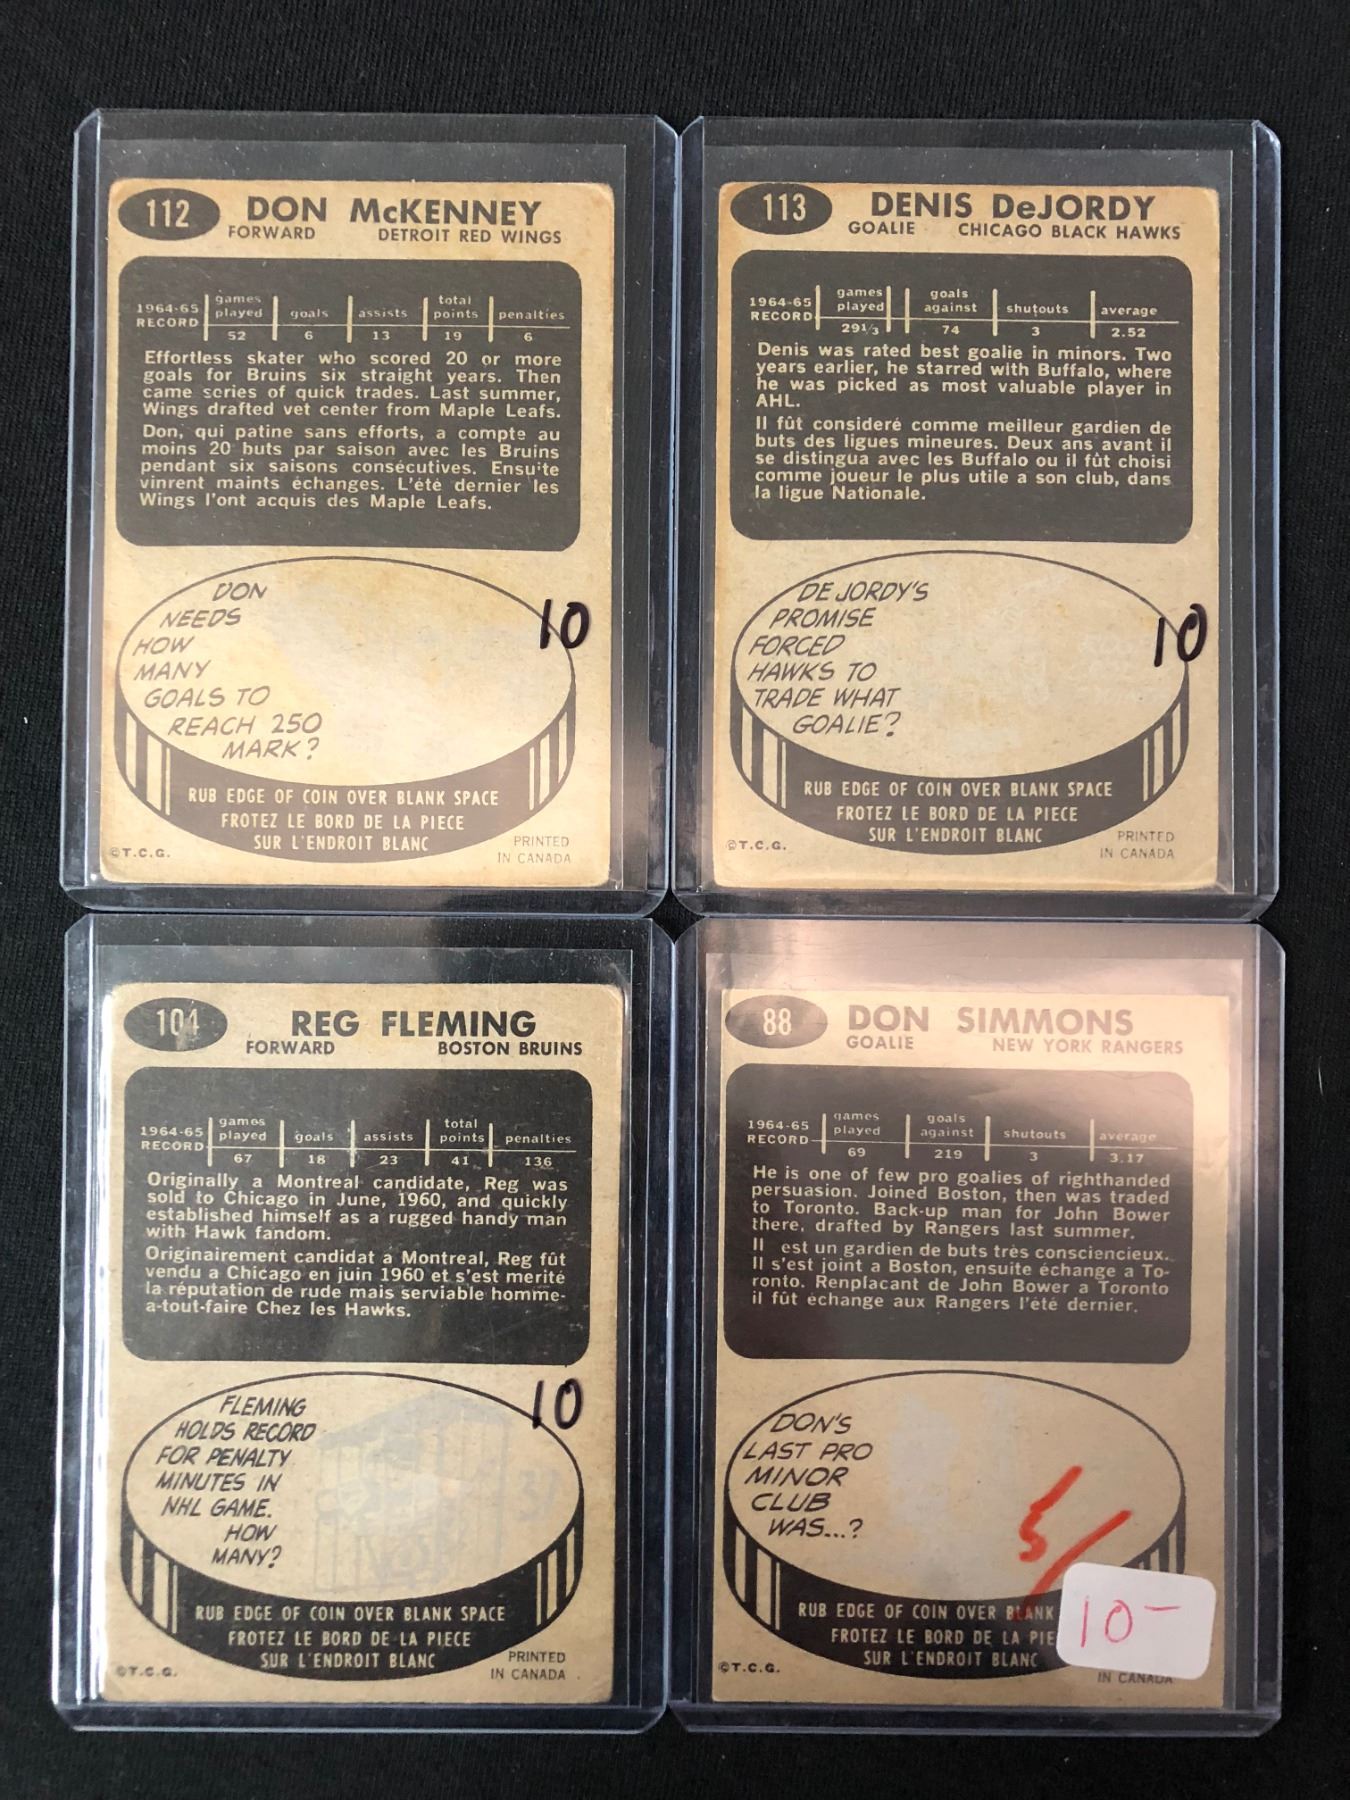 112 DON McKENNEY
FORWARD DETROIT RED WINGS
1964-65 RECORD games played goals assists total points penalties
52 6 13 19 6
Effortless skater who scored 20 or more
goals for Bruins six straight years. Then
came series of quick trades. Last summer,
Wings drafted vet center from Maple Leafs.
Don, qui patine sans efforts, a compte au
moins 20 buts par saison avec les Bruins
pendant six saisons consécutives. Ensuite
vinrent maints échanges. L'été dernier les
Wings l'ont acquis des Maple Leafs.
DON
NEEDS
HOW
MANY
GOALS TO
REACH 250
MARK?
10
RUB EDGE OF COIN OVER BLANK SPACE
FROTEZ LE BORD DE LA PIECE
SUR L'ENDROIT BLANC
©T.C.G.
PRINTED
IN CANADA
113 DENIS DeJORDY
GOALIE CHICAGO BLACK HAWKS
1964-65 RECORD games played goals against shutouts average
29 1/3 74 3 2.52
Denis was rated best goalie in minors. Two
years earlier, he starred with Buffalo, where
he was picked as most valuable player in
AHL.
Il fût consideré comme meilleur gardien de
buts des ligues mineures. Deux ans avant il
se distingua avec les Buffalo ou il fût choisi
comme joueur le plus utile a son club, dans
la ligue Nationale.
DE JORDY'S
PROMISE
FORCED
HAWKS TO
TRADE WHAT
GOALIE?
10
RUB EDGE OF COIN OVER BLANK SPACE
FROTEZ LE BORD DE LA PIECE
SUR L'ENDROIT BLANC
©T.C.G.
PRINTED
IN CANADA
104 REG FLEMING
FORWARD BOSTON BRUINS
1964-65 RECORD games played goals assists total points penalties
67 18 23 41 136
Originally a Montreal candidate, Reg was
sold to Chicago in June, 1960, and quickly
established himself as a rugged handy man
with Hawk fandom.
Originairement candidat a Montreal, Reg fût
vendu a Chicago en juin 1960 et s'est merité
la réputation de rude mais serviable homme-
a-tout-faire Chez les Hawks.
FLEMING
HOLDS RECORD
FOR PENALTY
MINUTES IN
NHL GAME.
HOW
MANY?
10
37
RUB EDGE OF COIN OVER BLANK SPACE
FROTEZ LE BORD DE LA PIECE
SUR L'ENDROIT BLANC
©T.C.G.
PRINTED
IN CANADA
88 DON SIMMONS
GOALIE NEW YORK RANGERS
1964-65 RECORD games played goals against shutouts average
69 219 3 3.17
He is one of few pro goalies of righthanded
persuasion. Joined Boston, then was traded
to Toronto. Back-up man for John Bower
there, drafted by Rangers last summer.
Il est un gardien de buts très consciencieux.
Il s'est joint a Boston, ensuite échange a To-
ronto. Renplacant de John Bower a Toronto
il fût échange aux Rangers l'été dernier.
DON'S
LAST PRO
MINOR
CLUB
WAS...?
5/
10-
RUB EDGE OF COIN OVER BLANK
FROTEZ LE BORD DE LA PIE
SUR L'ENDROIT BLANC
©T.C.G.
IN CANADA